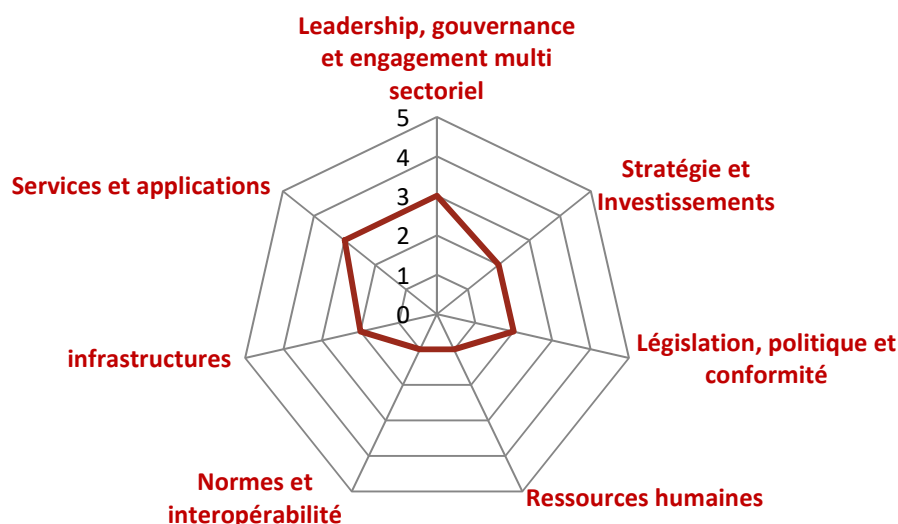 Leadership, gouvernance
et engagement multi
sectoriel
5
4
3
2
1
0
Stratégie et
Investissements
Législation, politique et
conformité
Ressources humaines
Normes et
interopérabilité
infrastructures
Services et applications